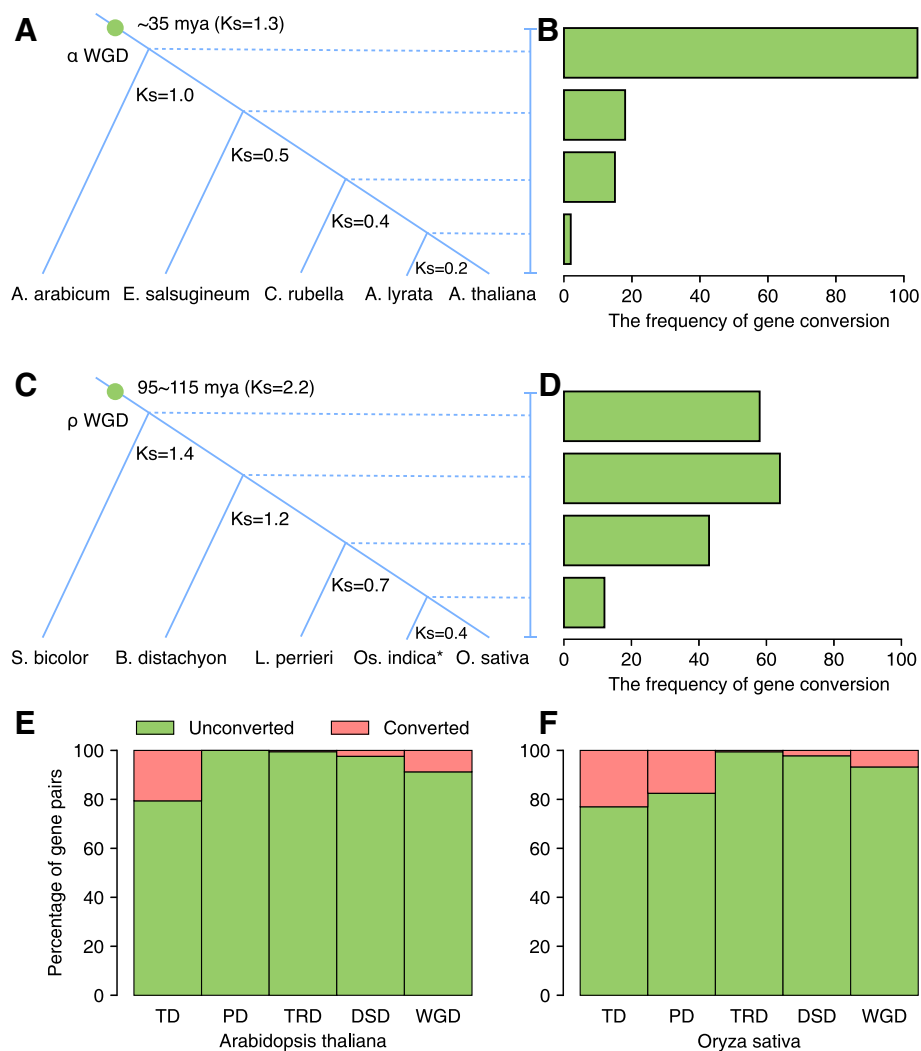 A
~35 mya (Ks=1.3)
α WGD
Ks=1.0
Ks=0.5
Ks=0.4
Ks=0.2
A. arabicum E. salsugineum C. rubella A. lyrata A. thaliana
B
0 20 40 60 80 100
The frequency of gene conversion
C
95~115 mya (Ks=2.2)
ρ WGD
Ks=1.4
Ks=1.2
Ks=0.7
Ks=0.4
S. bicolor B. distachyon L. perrieri Os. indica* O. sativa
D
0 20 40 60 80 100
The frequency of gene conversion
E
Unconverted Converted
Percentage of gene pairs
100
80
60
40
20
0
TD PD TRD DSD WGD
Arabidopsis thaliana
F
100
80
60
40
20
0
TD PD TRD DSD WGD
Oryza sativa